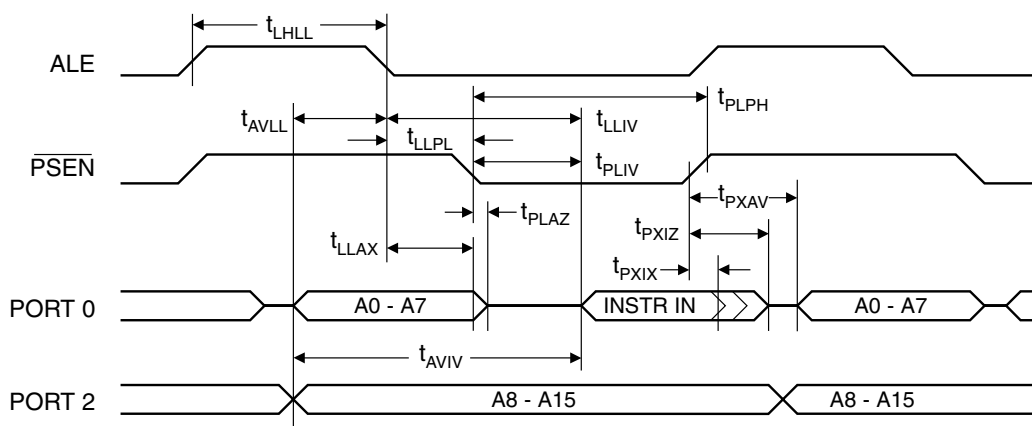 tLHLL
ALE
tPLPH
tAVLL
tLLIV
tLLPL
PSEN
tPLIV
tPXAV
tPLAZ
tLLAX
tPXIZ
tPXIX
PORT 0
A0 - A7
INSTR IN
A0 - A7
tAVIV
PORT 2
A8 - A15
A8 - A15